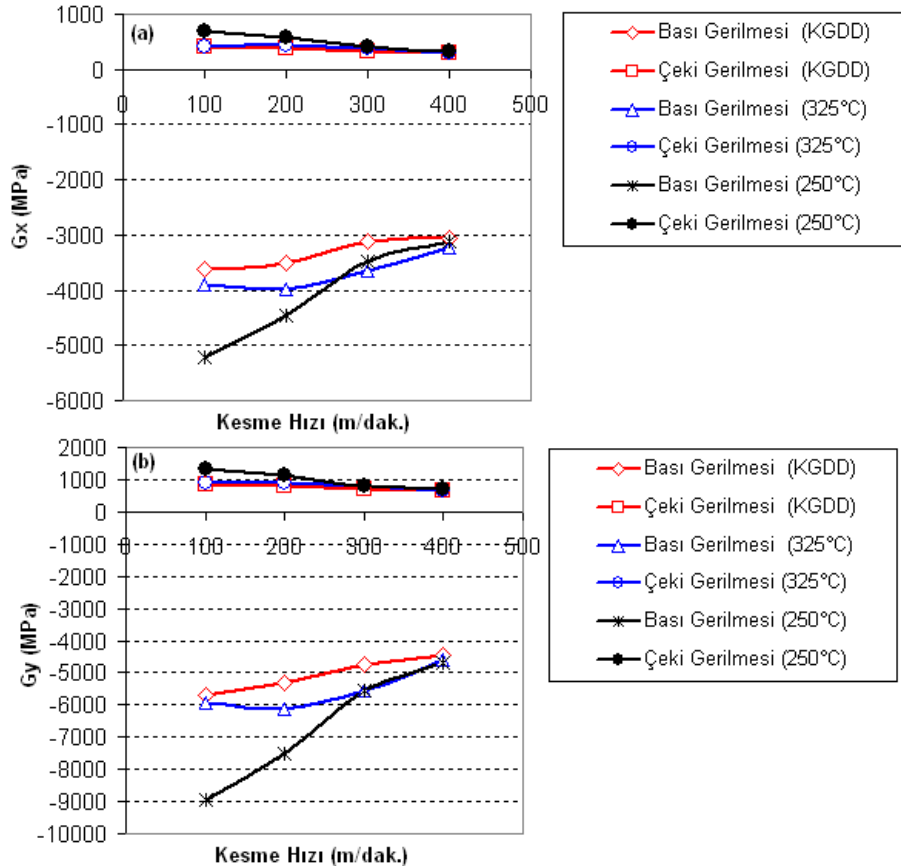 (a)
1000
0
-1000
-2000
-3000
-4000
-5000
-6000
0 100 200 300 400 500
Gx (MPa)
Kesme Hızı (m/dak.)
Bası Gerilmesi (KGDD)
Çeki Gerilmesi (KGDD)
Bası Gerilmesi (325°C)
Çeki Gerilmesi (325°C)
Bası Gerilmesi (250°C)
Çeki Gerilmesi (250°C)
(b)
2000
1000
0
-1000
-2000
-3000
-4000
-5000
-6000
-7000
-8000
-9000
-10000
0 100 200 300 400 500
Gy (MPa)
Kesme Hızı (m/dak.)
Bası Gerilmesi (KGDD)
Çeki Gerilmesi (KGDD)
Bası Gerilmesi (325°C)
Çeki Gerilmesi (325°C)
Bası Gerilmesi (250°C)
Çeki Gerilmesi (250°C)